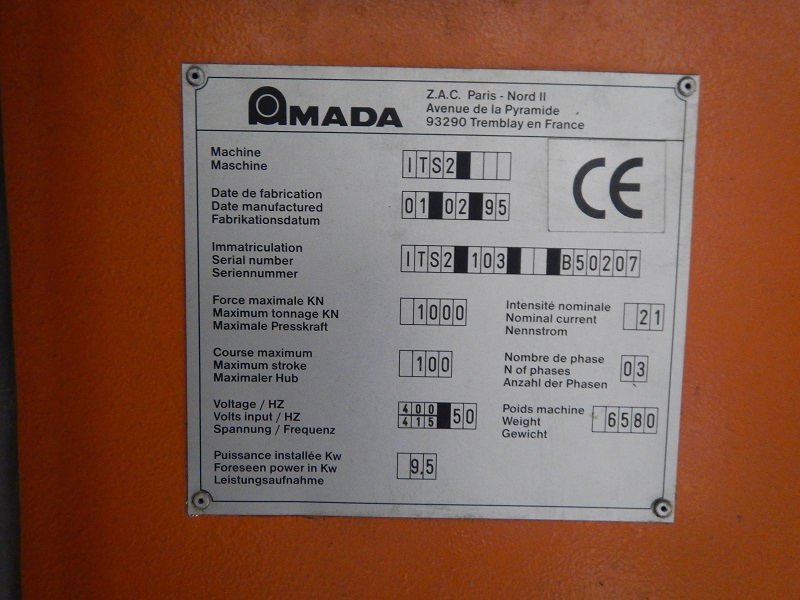 AMADA
Z.A.C. Paris - Nord II
Avenue de la Pyramide
93290 Tremblay en France
CE
Machine
Maschine
ITS2
Date de fabrication
Date manufactured
Fabrikationsdatum
01 02 95
Immatriculation
Serial number
Seriennummer
ITS2 103 B50207
Force maximale KN
Maximum tonnage KN
Maximale Presskraft
1000
Intensité nominale
Nominal current
Nennstrom
21
Course maximum
Maximum stroke
Maximaler Hub
100
Nombre de phase
N of phases
Anzahl der Phasen
03
Voltage / HZ
Volts input / HZ
Spannung / Frequenz
400
415
50
Poids machine
Weight
Gewicht
6580
Puissance installée Kw
Foreseen power in Kw
Leistungsaufnahme
9.5